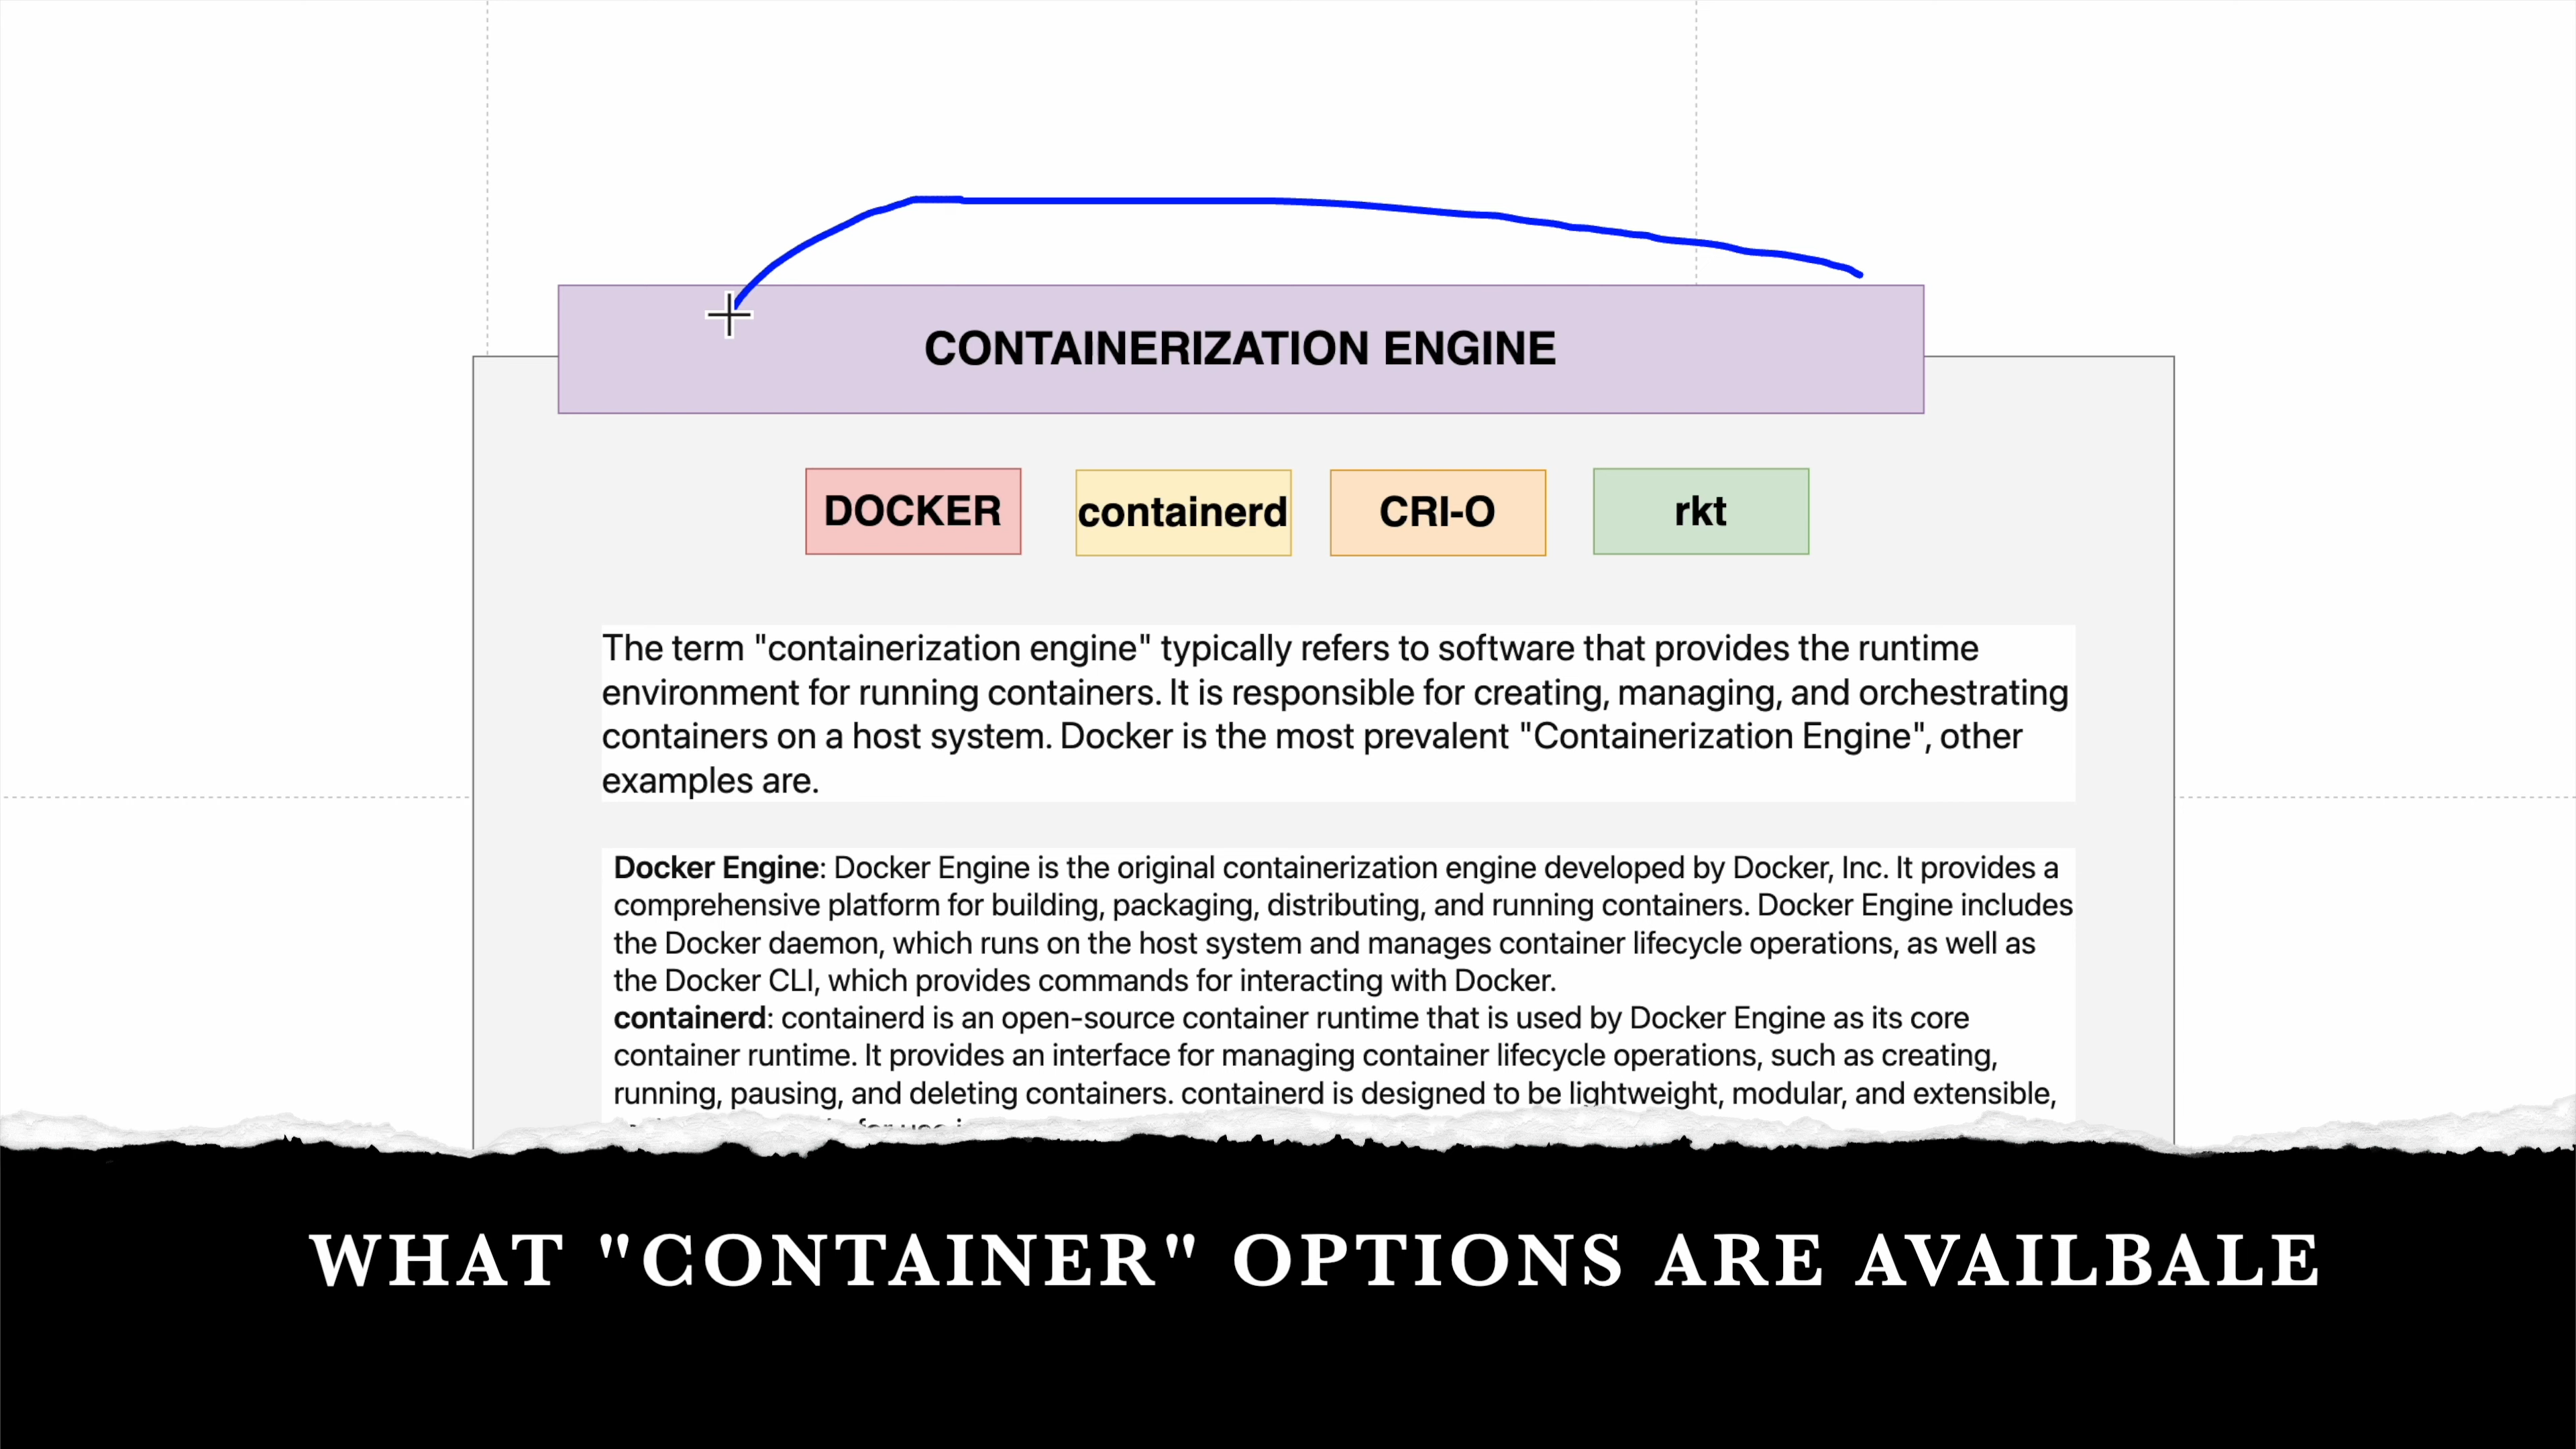 CONTAINERIZATION ENGINE
DOCKER
containerd
CRI-O
rkt
The term "containerization engine" typically refers to software that provides the runtime
environment for running containers. It is responsible for creating, managing, and orchestrating
containers on a host system. Docker is the most prevalent "Containerization Engine", other
examples are.
Docker Engine: Docker Engine is the original containerization engine developed by Docker, Inc. It provides a
comprehensive platform for building, packaging, distributing, and running containers. Docker Engine includes
the Docker daemon, which runs on the host system and manages container lifecycle operations, as well as
the Docker CLI, which provides commands for interacting with Docker.
containerd: containerd is an open-source container runtime that is used by Docker Engine as its core
container runtime. It provides an interface for managing container lifecycle operations, such as creating,
running, pausing, and deleting containers. containerd is designed to be lightweight, modular, and extensible,
WHAT "CONTAINER" OPTIONS ARE AVAILBALE